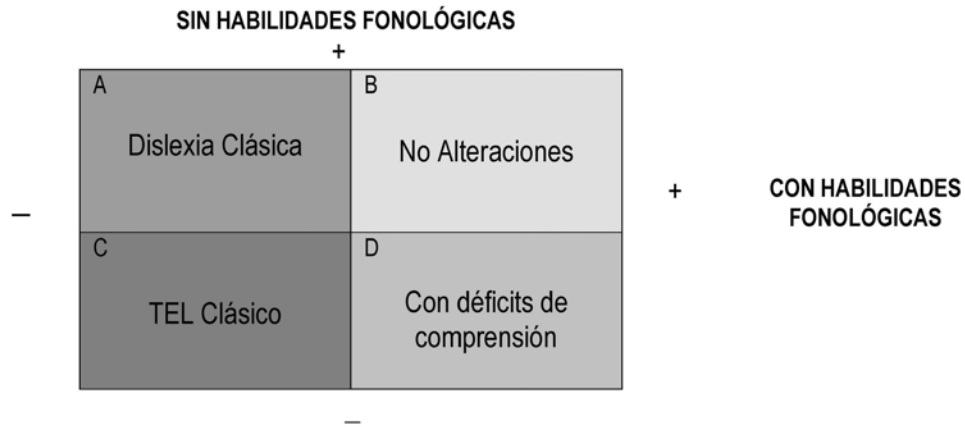 SIN HABILIDADES FONOLÓGICAS
+
A
B
Dislexia Clásica
No Alteraciones
–
+
CON HABILIDADES
FONOLÓGICAS
C
D
TEL Clásico
Con déficits de
comprensión
–